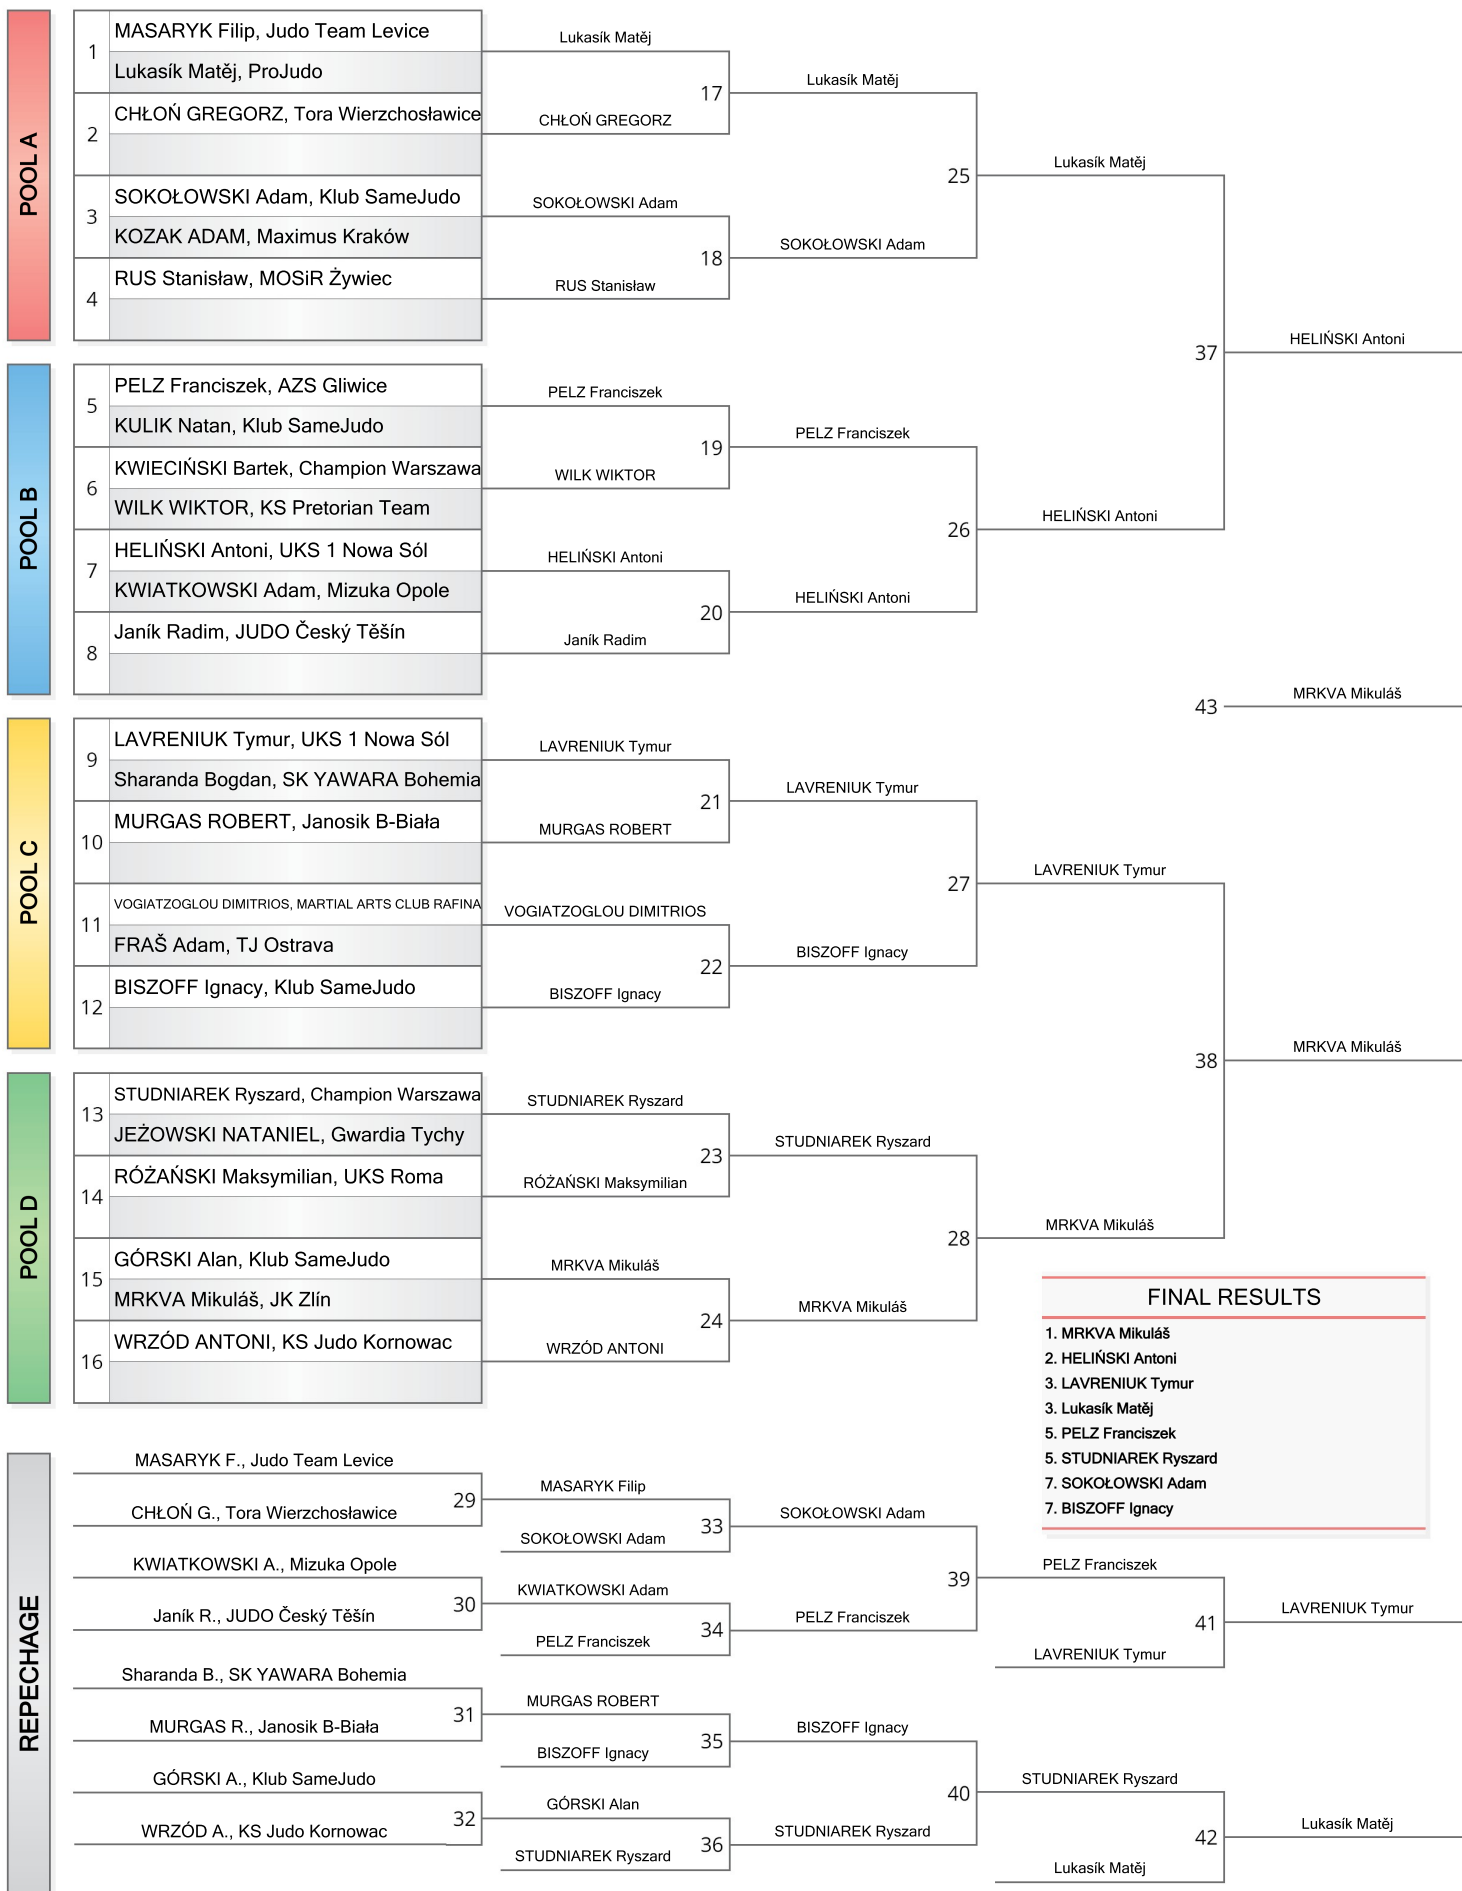 POOL A
1
MASARYK Filip, Judo Team Levice
Lukasík Matěj, ProJudo
2
CHŁOŃ GREGORZ, Tora Wierzchosławice
3
SOKOŁOWSKI Adam, Klub SameJudo
KOZAK ADAM, Maximus Kraków
4
RUS Stanisław, MOSiR Żywiec
Lukasík Matěj
CHŁOŃ GREGORZ
17
SOKOŁOWSKI Adam
RUS Stanisław
18
Lukasík Matěj
SOKOŁOWSKI Adam
25
Lukasík Matěj
POOL B
5
PELZ Franciszek, AZS Gliwice
KULIK Natan, Klub SameJudo
6
KWIECIŃSKI Bartek, Champion Warszawa
WILK WIKTOR, KS Pretorian Team
7
HELIŃSKI Antoni, UKS 1 Nowa Sól
KWIATKOWSKI Adam, Mizuka Opole
8
Janík Radim, JUDO Český Těšín
PELZ Franciszek
WILK WIKTOR
19
HELIŃSKI Antoni
Janík Radim
20
PELZ Franciszek
HELIŃSKI Antoni
26
HELIŃSKI Antoni
37
HELIŃSKI Antoni
43
MRKVA Mikuláš
POOL C
9
LAVRENIUK Tymur, UKS 1 Nowa Sól
Sharanda Bogdan, SK YAWARA Bohemia
10
MURGAS ROBERT, Janosik B-Biała
11
VOGIATZOGLOU DIMITRIOS, MARTIAL ARTS CLUB RAFINA
FRAŠ Adam, TJ Ostrava
12
BISZOFF Ignacy, Klub SameJudo
LAVRENIUK Tymur
MURGAS ROBERT
21
VOGIATZOGLOU DIMITRIOS
BISZOFF Ignacy
22
LAVRENIUK Tymur
BISZOFF Ignacy
27
LAVRENIUK Tymur
POOL D
13
STUDNIAREK Ryszard, Champion Warszawa
JEŻOWSKI NATANIEL, Gwardia Tychy
14
RÓŻAŃSKI Maksymilian, UKS Roma
15
GÓRSKI Alan, Klub SameJudo
MRKVA Mikuláš, JK Zlín
16
WRZÓD ANTONI, KS Judo Kornowac
STUDNIAREK Ryszard
RÓŻAŃSKI Maksymilian
23
MRKVA Mikuláš
WRZÓD ANTONI
24
STUDNIAREK Ryszard
MRKVA Mikuláš
28
MRKVA Mikuláš
38
MRKVA Mikuláš
FINAL RESULTS
1. MRKVA Mikuláš
2. HELIŃSKI Antoni
3. LAVRENIUK Tymur
3. Lukasík Matěj
5. PELZ Franciszek
5. STUDNIAREK Ryszard
7. SOKOŁOWSKI Adam
7. BISZOFF Ignacy
REPECHAGE
MASARYK F., Judo Team Levice
CHŁOŃ G., Tora Wierzchosławice
29
KWIATKOWSKI A., Mizuka Opole
Janík R., JUDO Český Těšín
30
Sharanda B., SK YAWARA Bohemia
MURGAS R., Janosik B-Biała
31
GÓRSKI A., Klub SameJudo
WRZÓD A., KS Judo Kornowac
32
MASARYK Filip
SOKOŁOWSKI Adam
33
KWIATKOWSKI Adam
PELZ Franciszek
34
MURGAS ROBERT
BISZOFF Ignacy
35
GÓRSKI Alan
STUDNIAREK Ryszard
36
SOKOŁOWSKI Adam
PELZ Franciszek
39
BISZOFF Ignacy
STUDNIAREK Ryszard
40
PELZ Franciszek
LAVRENIUK Tymur
41
LAVRENIUK Tymur
STUDNIAREK Ryszard
Lukasík Matěj
42
Lukasík Matěj